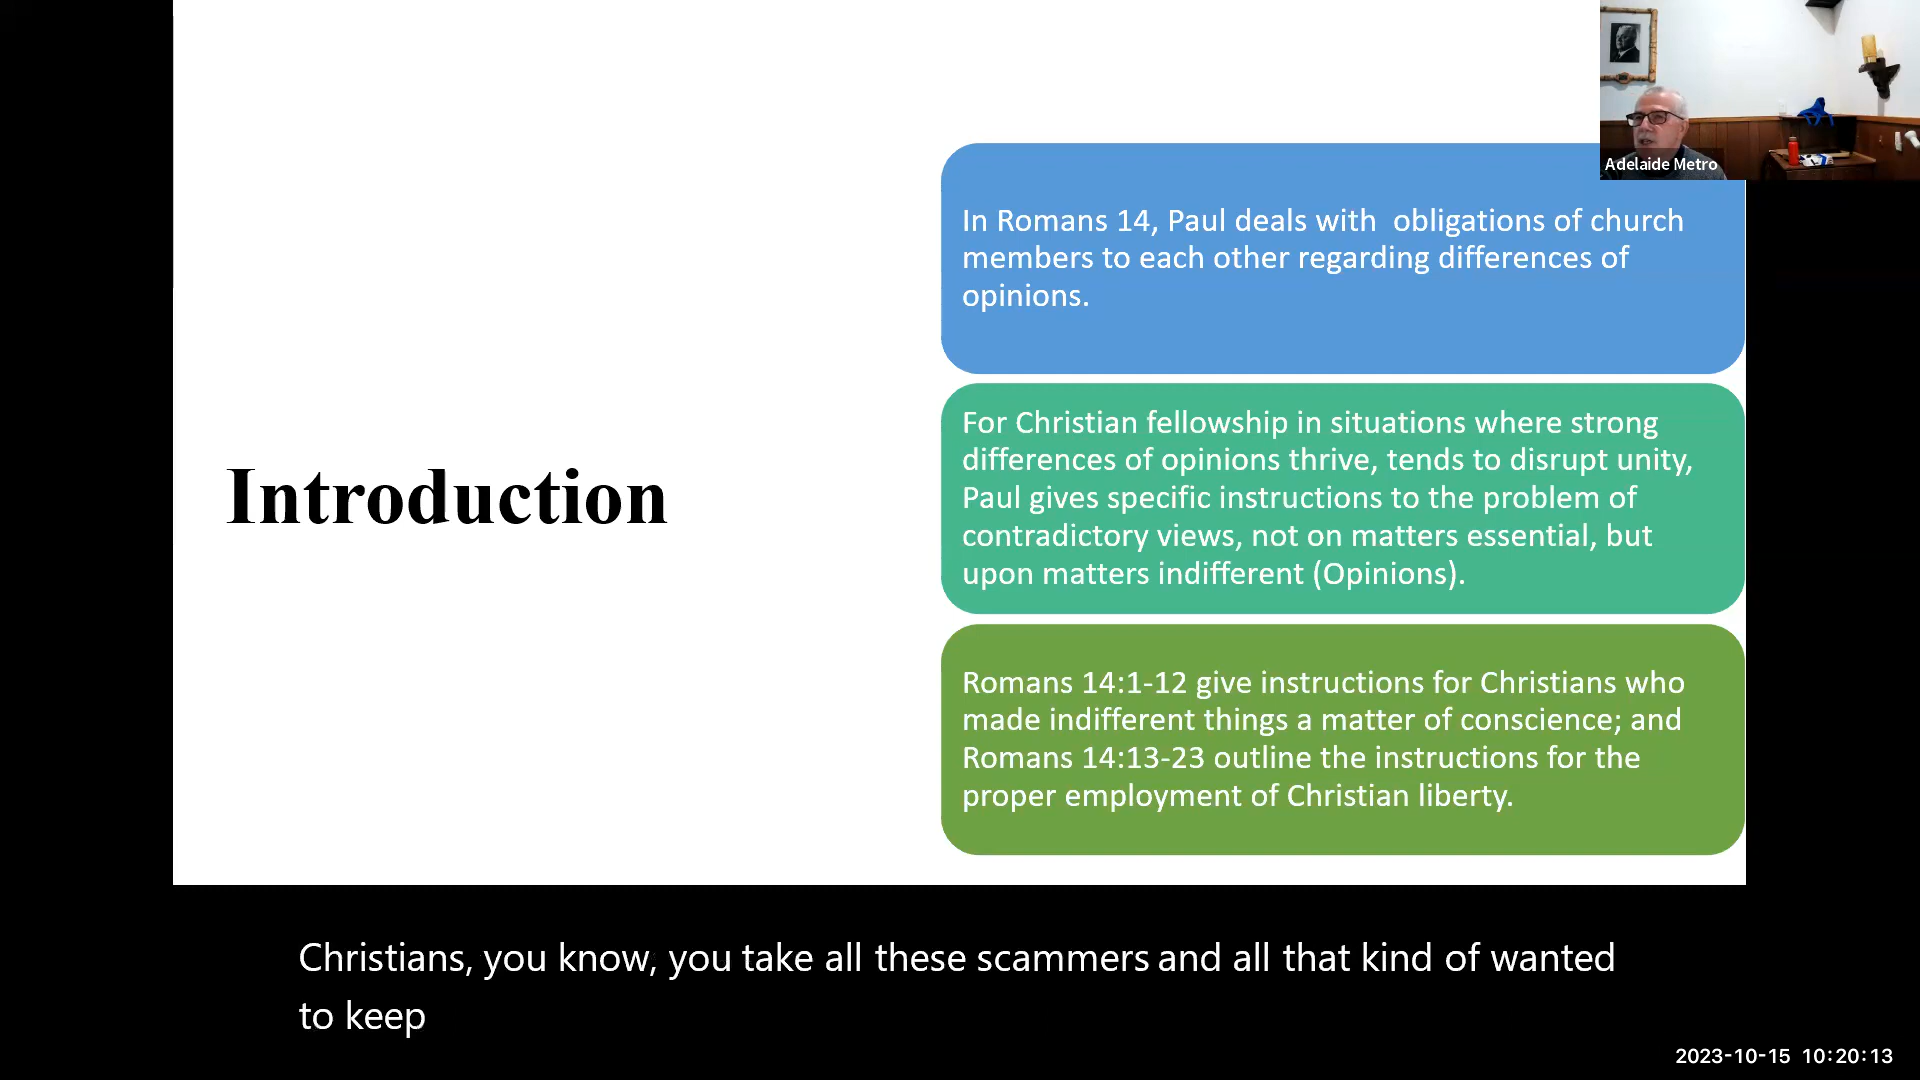 Adelaide Metro
In Romans 14, Paul deals with  obligations of church
members to each other regarding differences of
opinions.
For Christian fellowship in situations where strong
differences of opinions thrive, tends to disrupt unity,
Paul gives specific instructions to the problem of
contradictory views, not on matters essential, but
upon matters indifferent (Opinions).
Introduction
Romans 14:1-12 give instructions for Christians who
made indifferent things a matter of conscience; and
Romans 14:13-23 outline the instructions for the
proper employment of Christian liberty.
Christians, you know, you take all these scammers and all that kind of wanted
to keep
2023-10-15 10:20:13